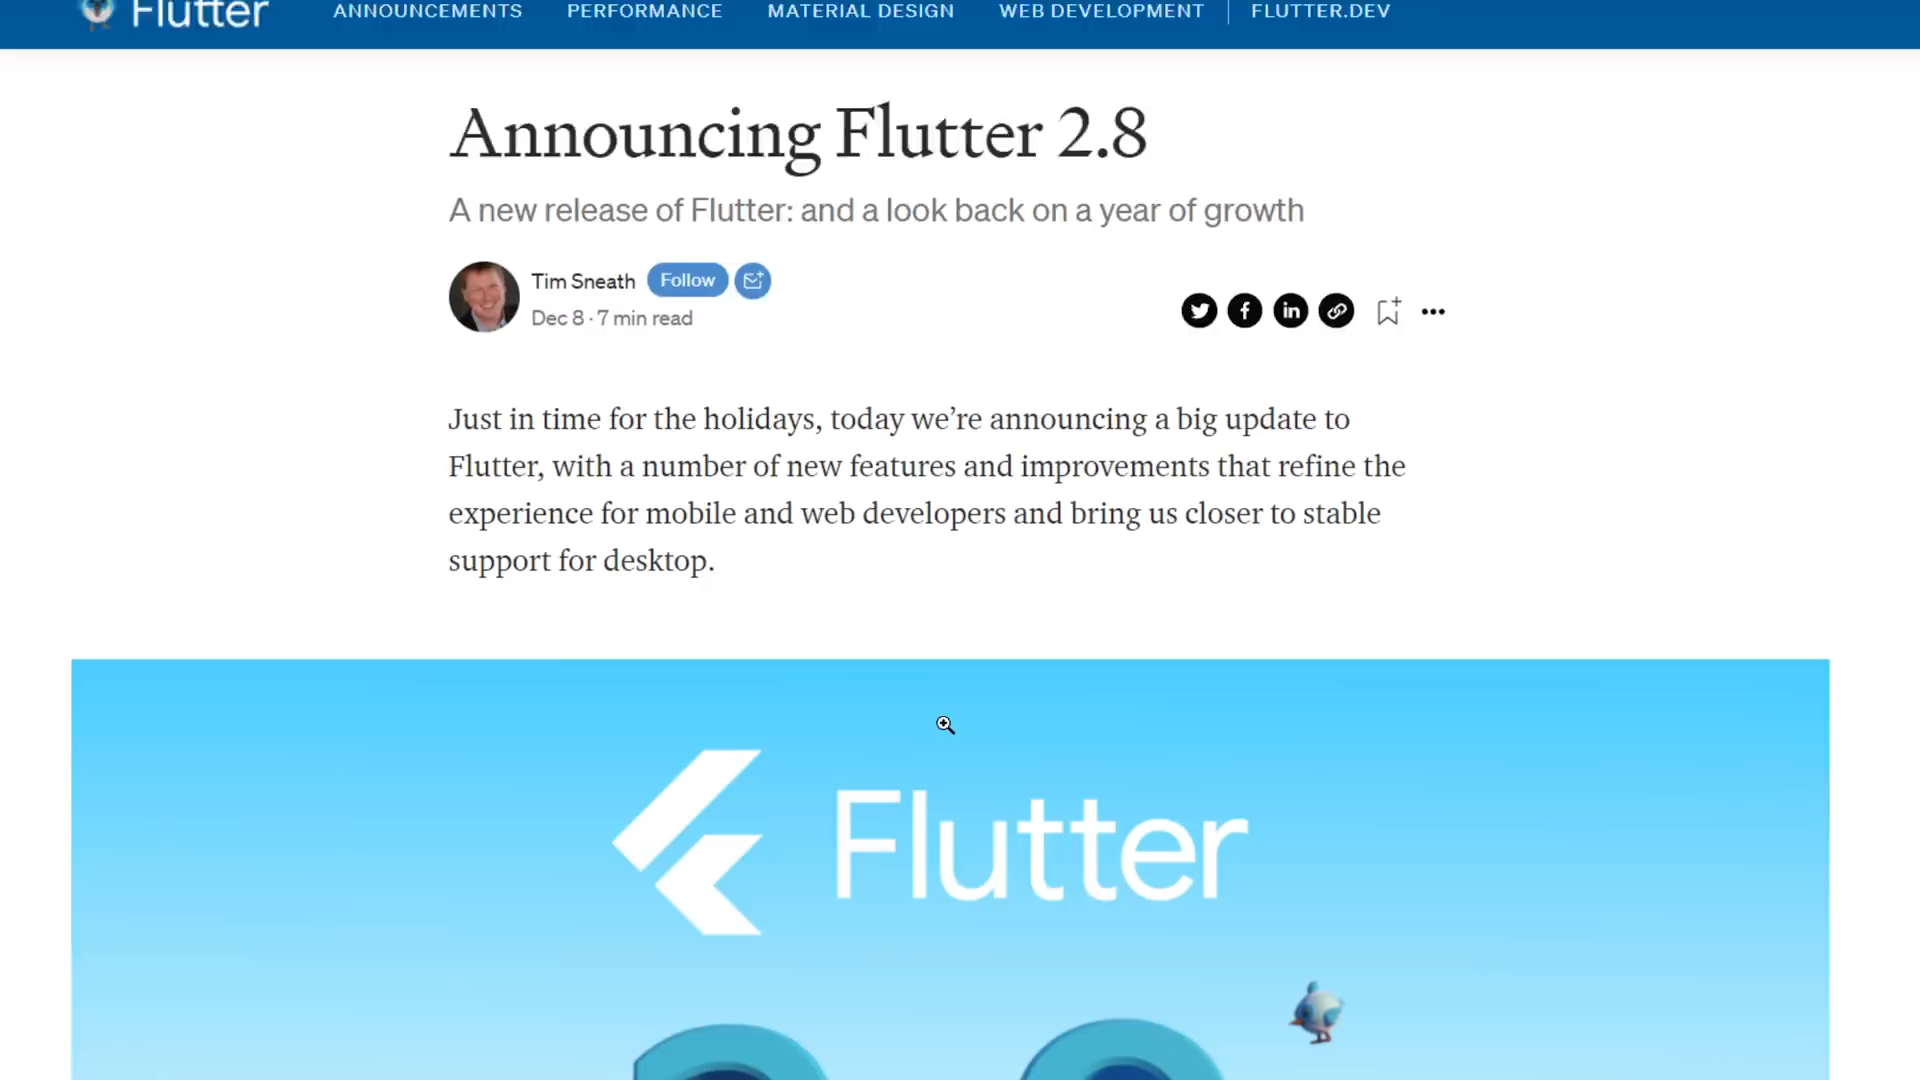 Flutter ANNOUNCEMENTS PERFORMANCE MATERIAL DESIGN WEB DEVELOPMENT FLUTTER.DEV
Announcing Flutter 2.8
A new release of Flutter: and a look back on a year of growth
Tim Sneath Follow
Dec 8 · 7 min read
Just in time for the holidays, today we’re announcing a big update to
Flutter, with a number of new features and improvements that refine the
experience for mobile and web developers and bring us closer to stable
support for desktop.
Flutter